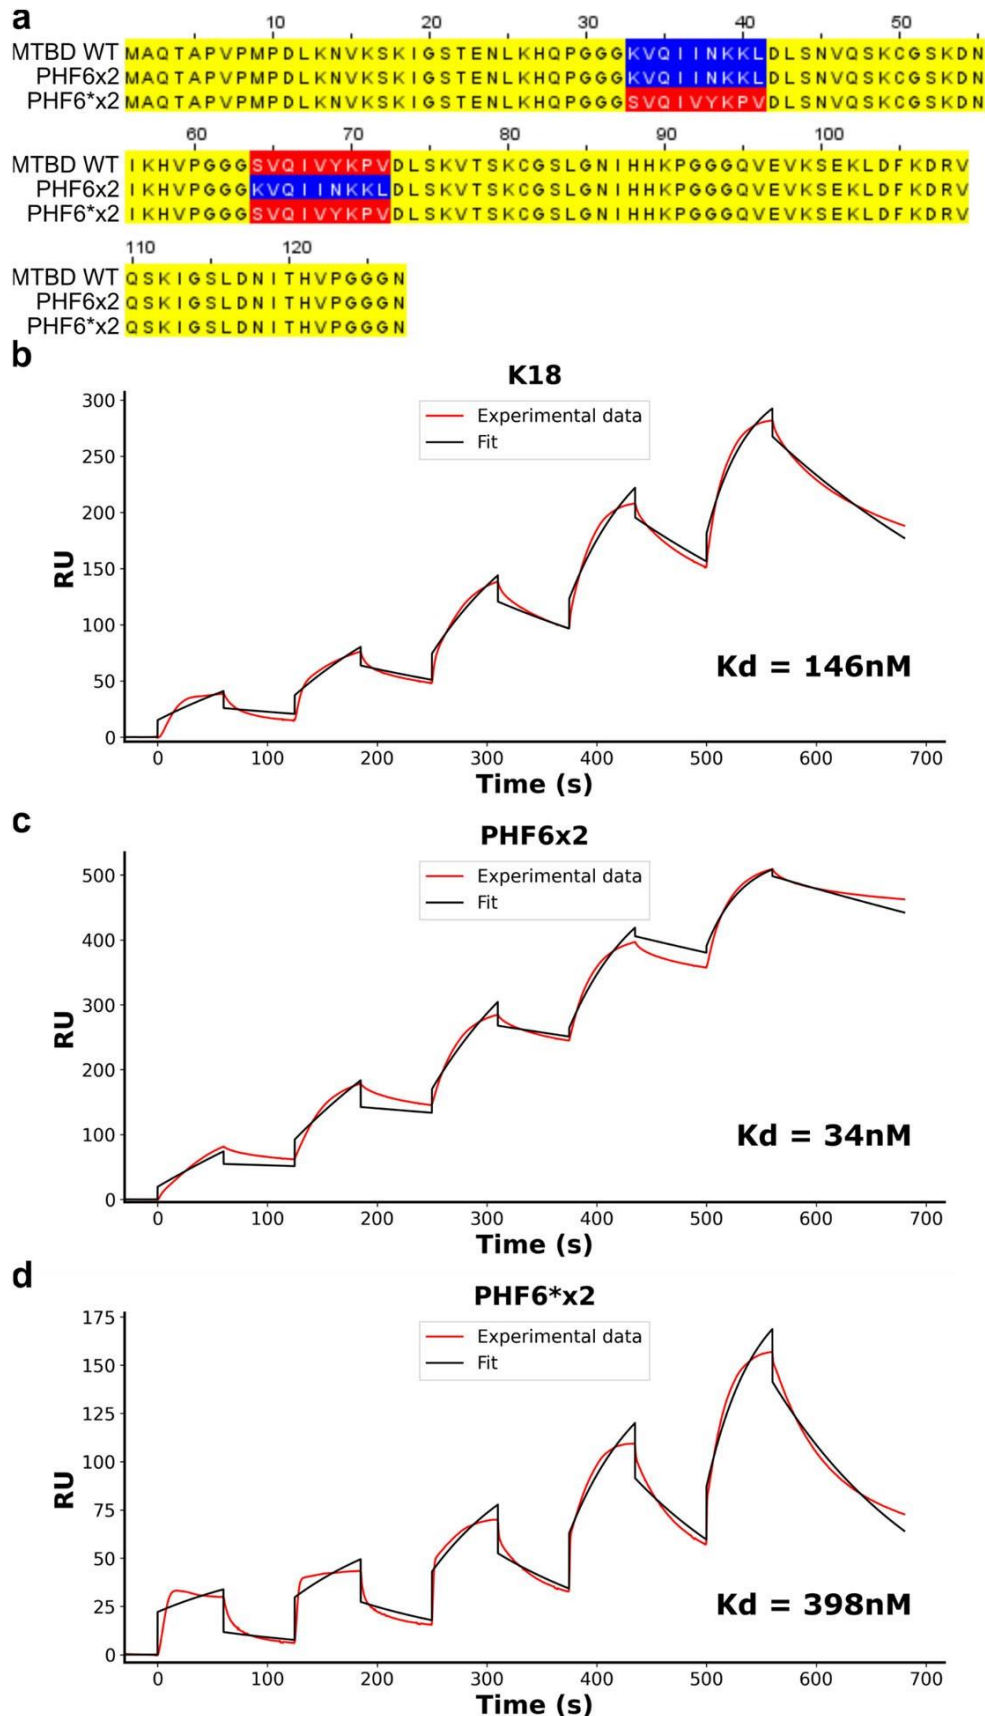 a
10 20 30 40 50
MTBD WT MAQTAPVPMPDLKNVKSKIGSTENLKHQPGGGKVQIINKKLDLSNVQSKCGSKDN
PHF6x2 MAQTAPVPMPDLKNVKSKIGSTENLKHQPGGGKVQIINKKLDLSNVQSKCGSKDN
PHF6*x2 MAQTAPVPMPDLKNVKSKIGSTENLKHQPGGGSVQIVYKPVDLSNVQSKCGSKDN
60 70 80 90 100
MTBD WT IKHVPGGGSVQIVYKPVDLSKVTSKCGSLGNIHHKPGGGQVEVKSEKLDFKDRV
PHF6x2 IKHVPGGGKVQIINKKLDLSKVTSKCGSLGNIHHKPGGGQVEVKSEKLDFKDRV
PHF6*x2 IKHVPGGGSVQIVYKPVDLSKVTSKCGSLGNIHHKPGGGQVEVKSEKLDFKDRV
110 120
MTBD WT QSKIGSLDNITHVPGGGN
PHF6x2 QSKIGSLDNITHVPGGGN
PHF6*x2 QSKIGSLDNITHVPGGGN
b
K18
Experimental data
Fit
300
250
200
150
100
50
0
RU
Kd = 146nM
0 100 200 300 400 500 600 700
Time (s)
c
PHF6x2
Experimental data
Fit
500
400
300
200
100
0
RU
Kd = 34nM
0 100 200 300 400 500 600 700
Time (s)
d
PHF6*x2
Experimental data
Fit
175
150
125
100
75
50
25
0
RU
Kd = 398nM
0 100 200 300 400 500 600 700
Time (s)